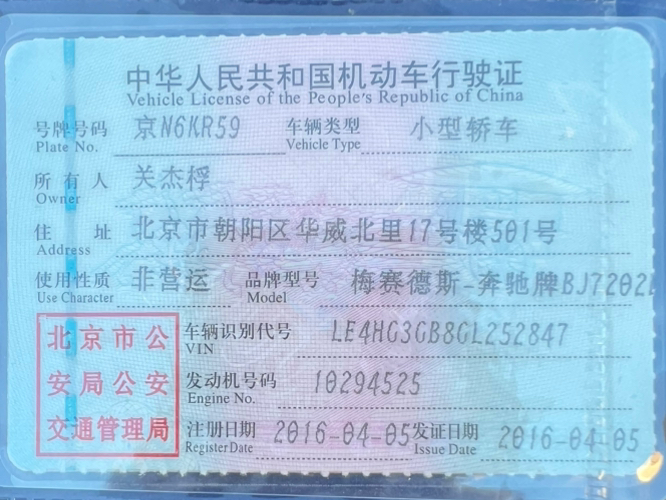 中华人民共和国机动车行驶证
Vehicle License of the People's Republic of China
号牌号码 京N6KR59 车辆类型 小型轿车
Plate No. Vehicle Type
所有人 关杰桴
Owner
住址 北京市朝阳区华威北里17号楼501号
Address
使用性质 非营运 品牌型号 梅赛德斯-奔驰牌BJ7202
Use Character Model
北京市公 车辆识别代号 LE4HG3GB8GL252847
VIN
安局公安 发动机号码 10294525
Engine No.
交通管理局 注册日期 2016-04-05 发证日期 2016-04-05
Register Date Issue Date